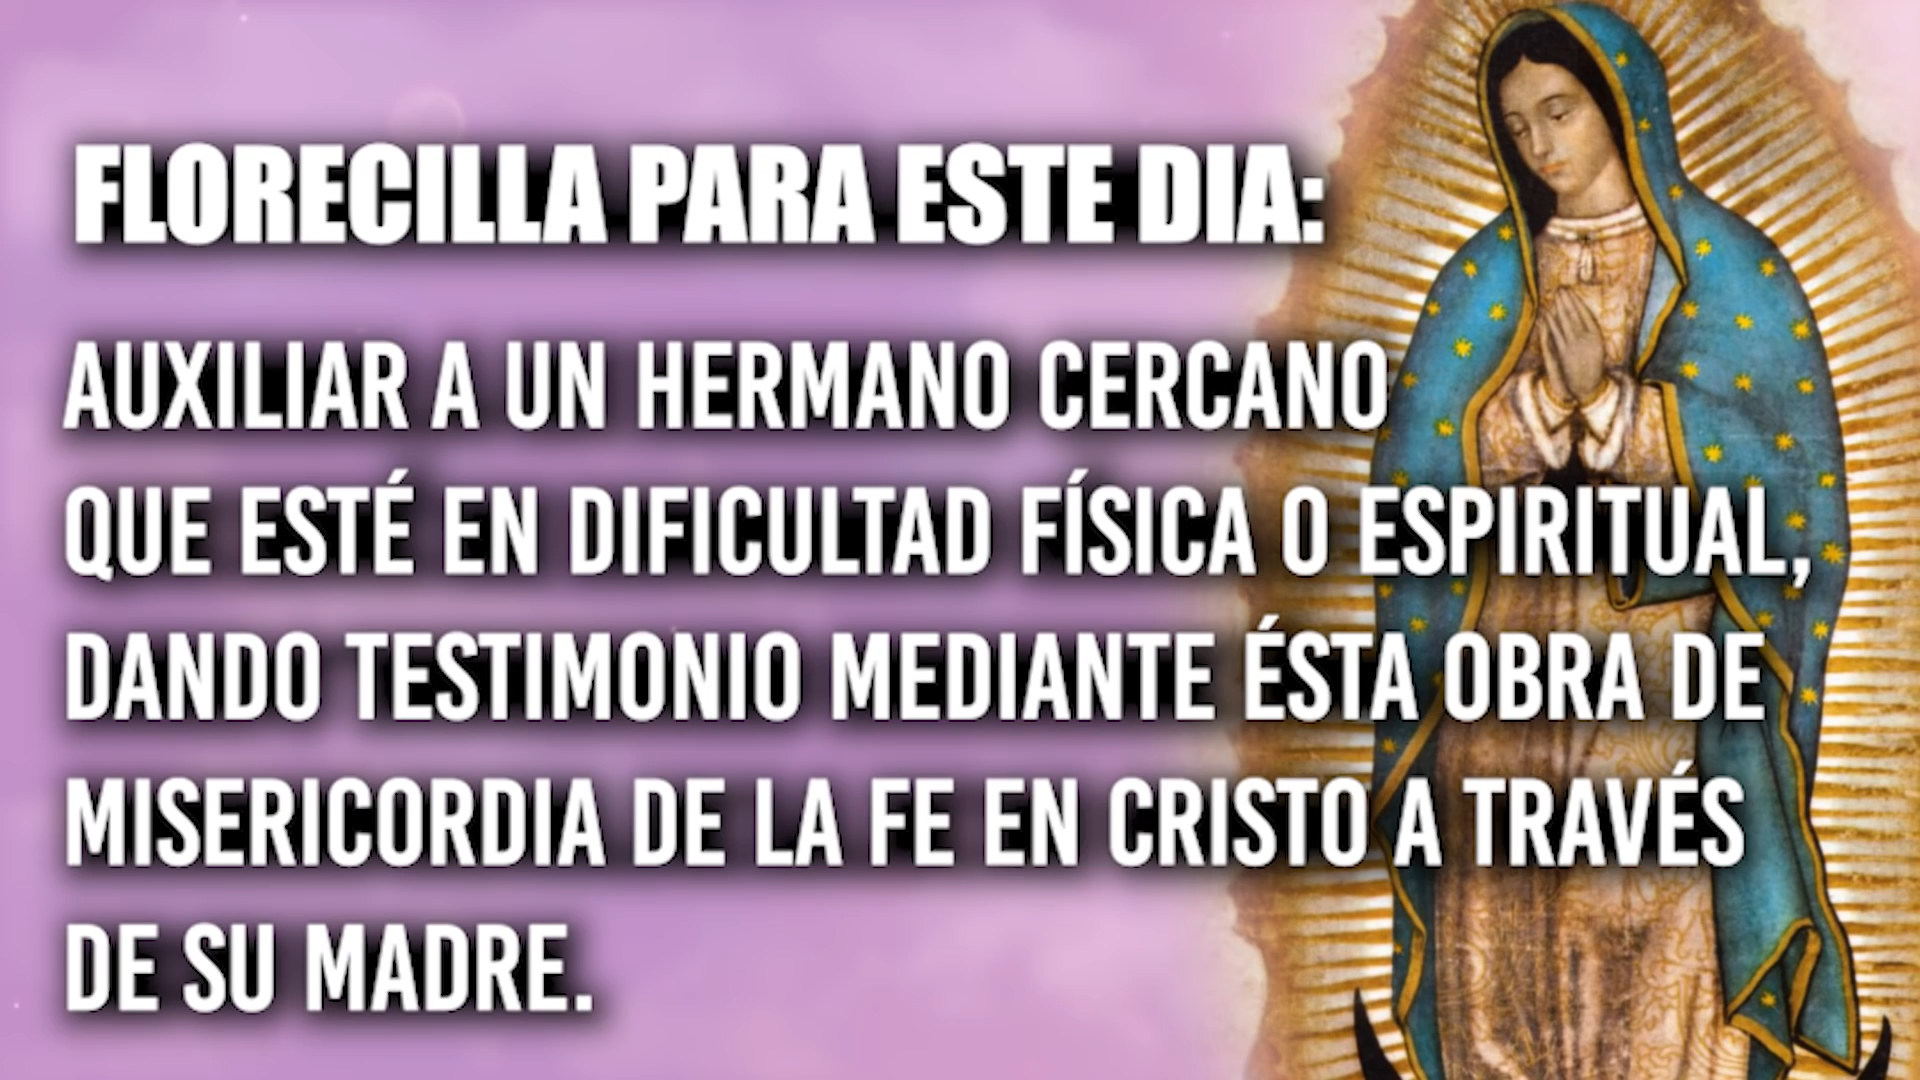 FLORECILLA PARA ESTE DIA:
AUXILIAR A UN HERMANO CERCANO
QUE ESTÉ EN DIFICULTAD FÍSICA O ESPIRITUAL,
DANDO TESTIMONIO MEDIANTE ÉSTA OBRA DE
MISERICORDIA DE LA FE EN CRISTO A TRAVÉS
DE SU MADRE.